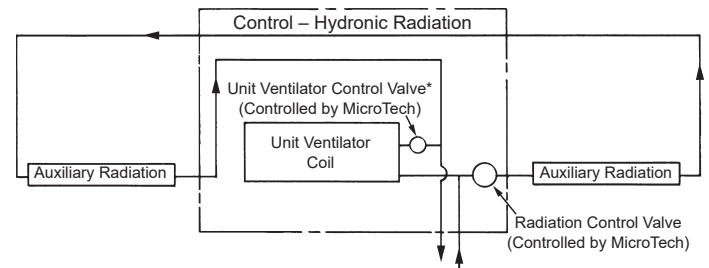 Control – Hydronic Radiation
Unit Ventilator Control Valve*
(Controlled by MicroTech)
Unit Ventilator
Coil
Auxiliary Radiation
Auxiliary Radiation
Radiation Control Valve
(Controlled by MicroTech)